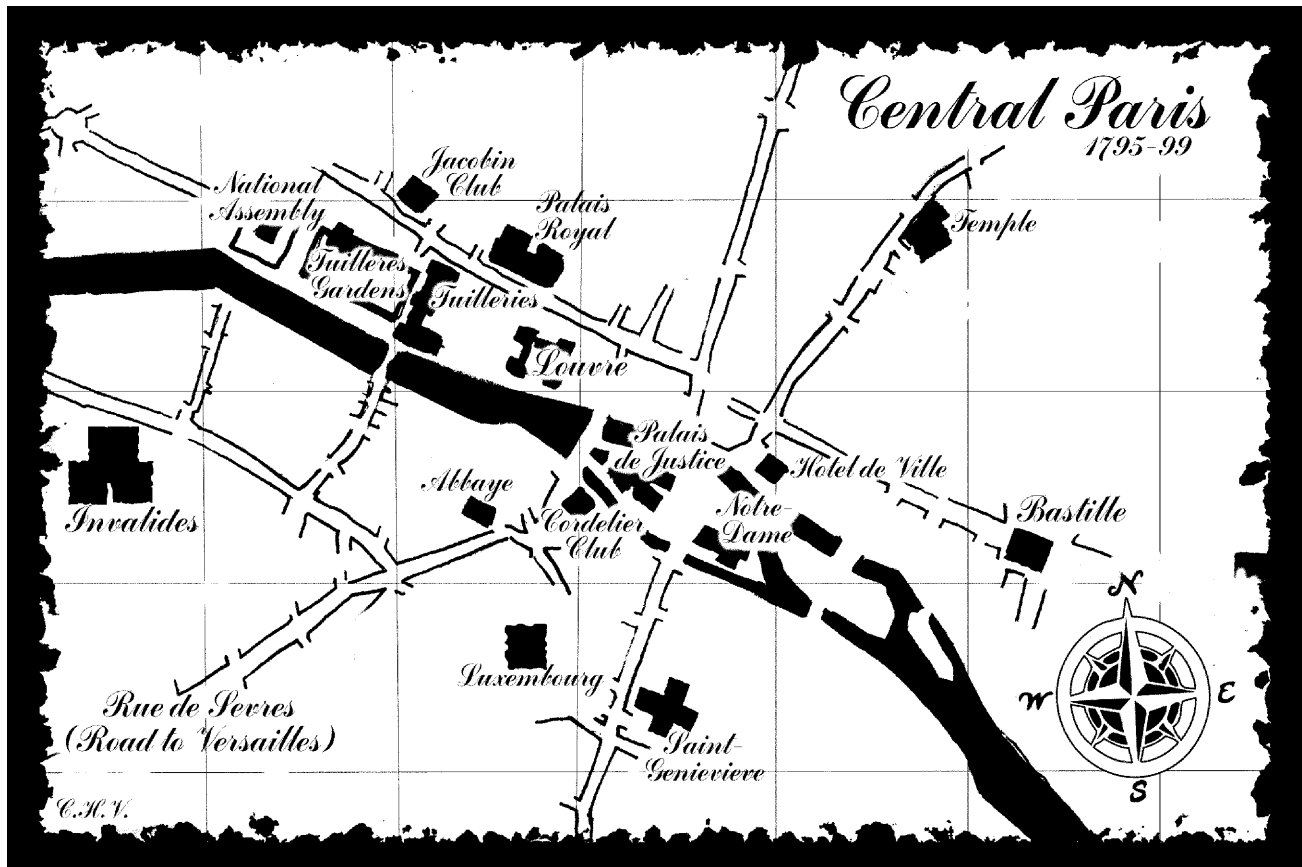 Central Paris
1795-99
Jacobin
Club
National
Assembly
Palais
Royal
Temple
Tuilleres
Gardens
Tuilleries
Louvre
Palais
de Justice
Hotel de Ville
Abbaye
Invalides
Cordelier
Club
Notre-
Dame
Bastille
N
W
E
S
Luxembourg
Rue de Sevres
(Road to Versailles)
Saint-
Genievieve
C.H.V.